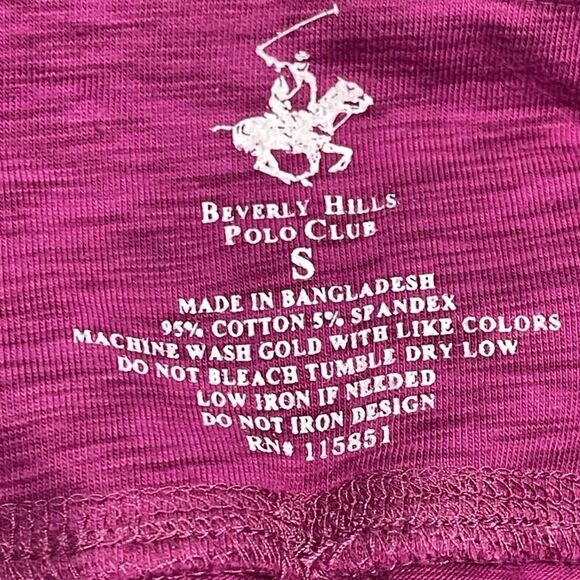 BEVERLY HILLS
POLO CLUB
S
MADE IN BANGLADESH
95% COTTON 5% SPANDEX
MACHINE WASH GOLD WITH LIKE COLORS
DO NOT BLEACH TUMBLE DRY LOW
LOW IRON IF NEEDED
DO NOT IRON DESIGN
RN# 115851